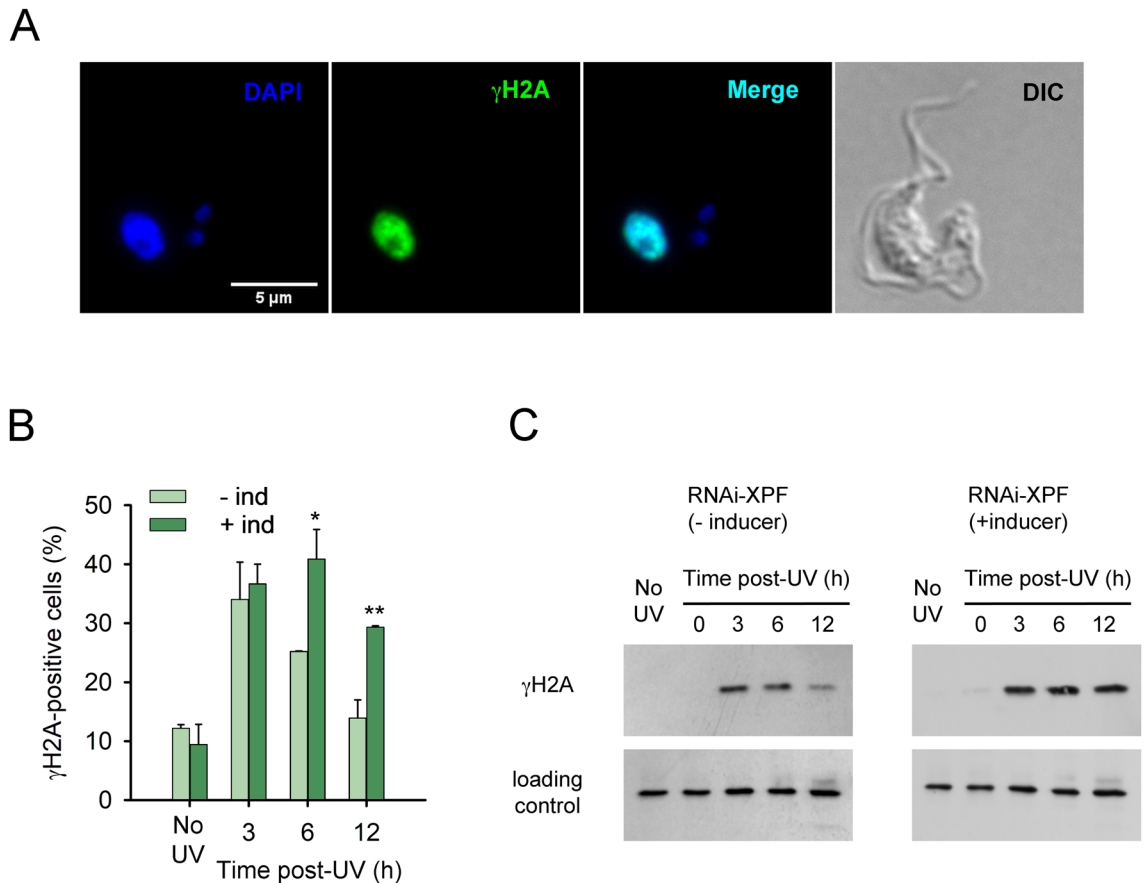 A
DAPI
γH2A
Merge
DIC
5 µm
B
γH2A-positive cells (%)
50
40
30
20
10
0
- ind
+ ind
*
**
No
UV
3
6
12
Time post-UV (h)
C
RNAi-XPF
(- inducer)
No
UV
Time post-UV (h)
0 3 6 12
RNAi-XPF
(+inducer)
No
UV
Time post-UV (h)
0 3 6 12
γH2A
loading
control